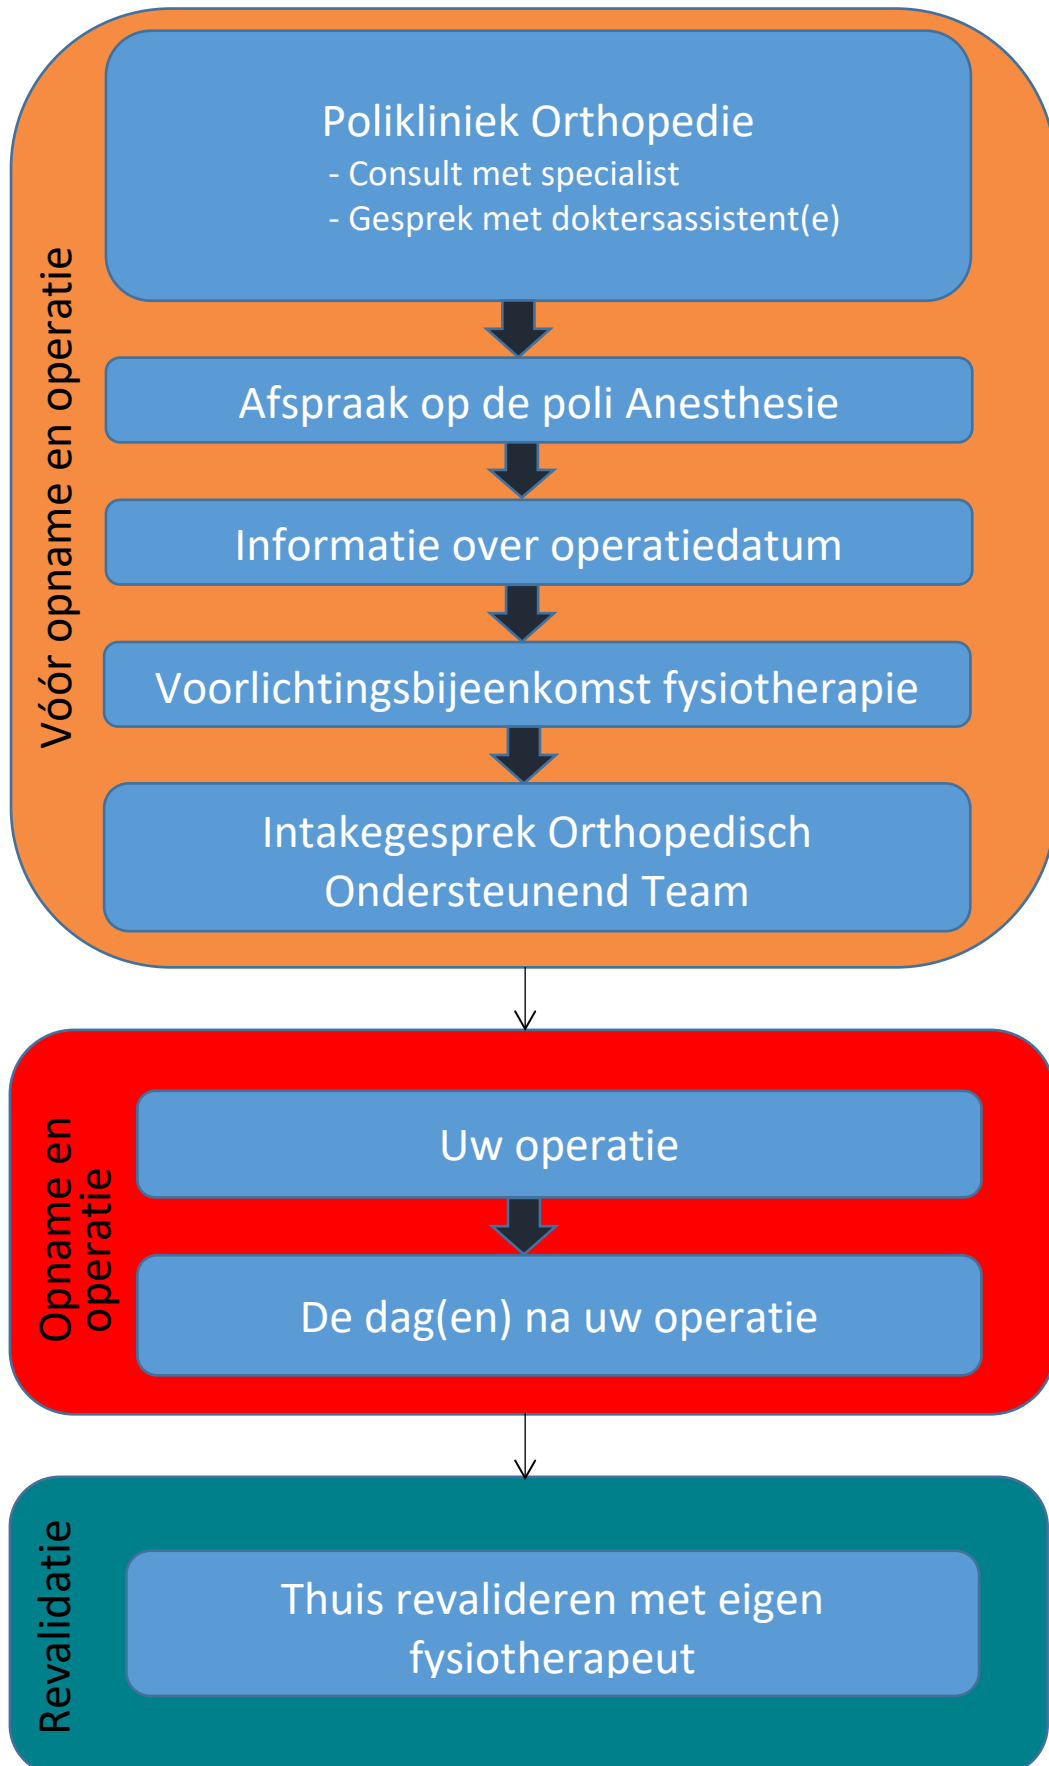 Vóór opname en operatie
Polikliniek Orthopedie
- Consult met specialist
- Gesprek met doktersassistent(e)
Afspraak op de poli Anesthesie
Informatie over operatiedatum
Voorlichtingsbijeenkomst fysiotherapie
Intakegesprek Orthopedisch
Ondersteunend Team
Opname en
operatie
Uw operatie
De dag(en) na uw operatie
Revalidatie
Thuis revalideren met eigen
fysiotherapeut